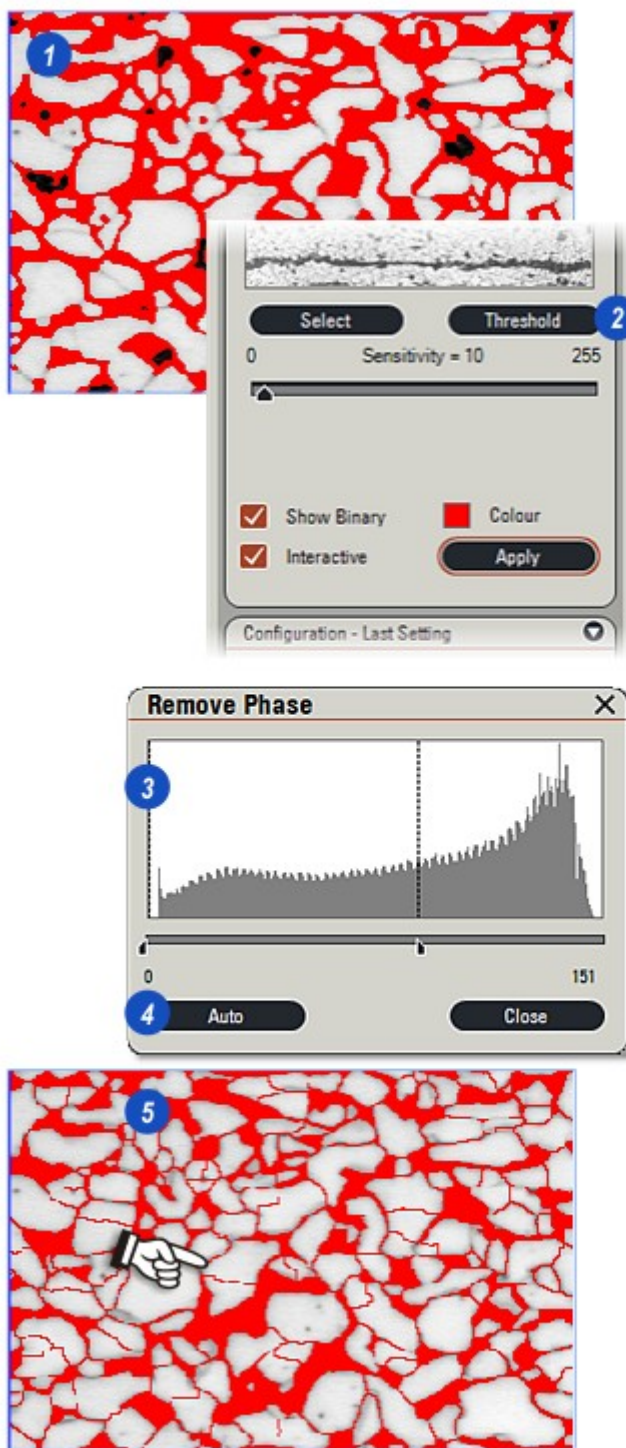 1
Select Threshold 2
0 Sensitivity = 10 255
Show Binary Colour
Interactive Apply
Configuration - Last Setting
Remove Phase
3
0 151
4 Auto Close
5